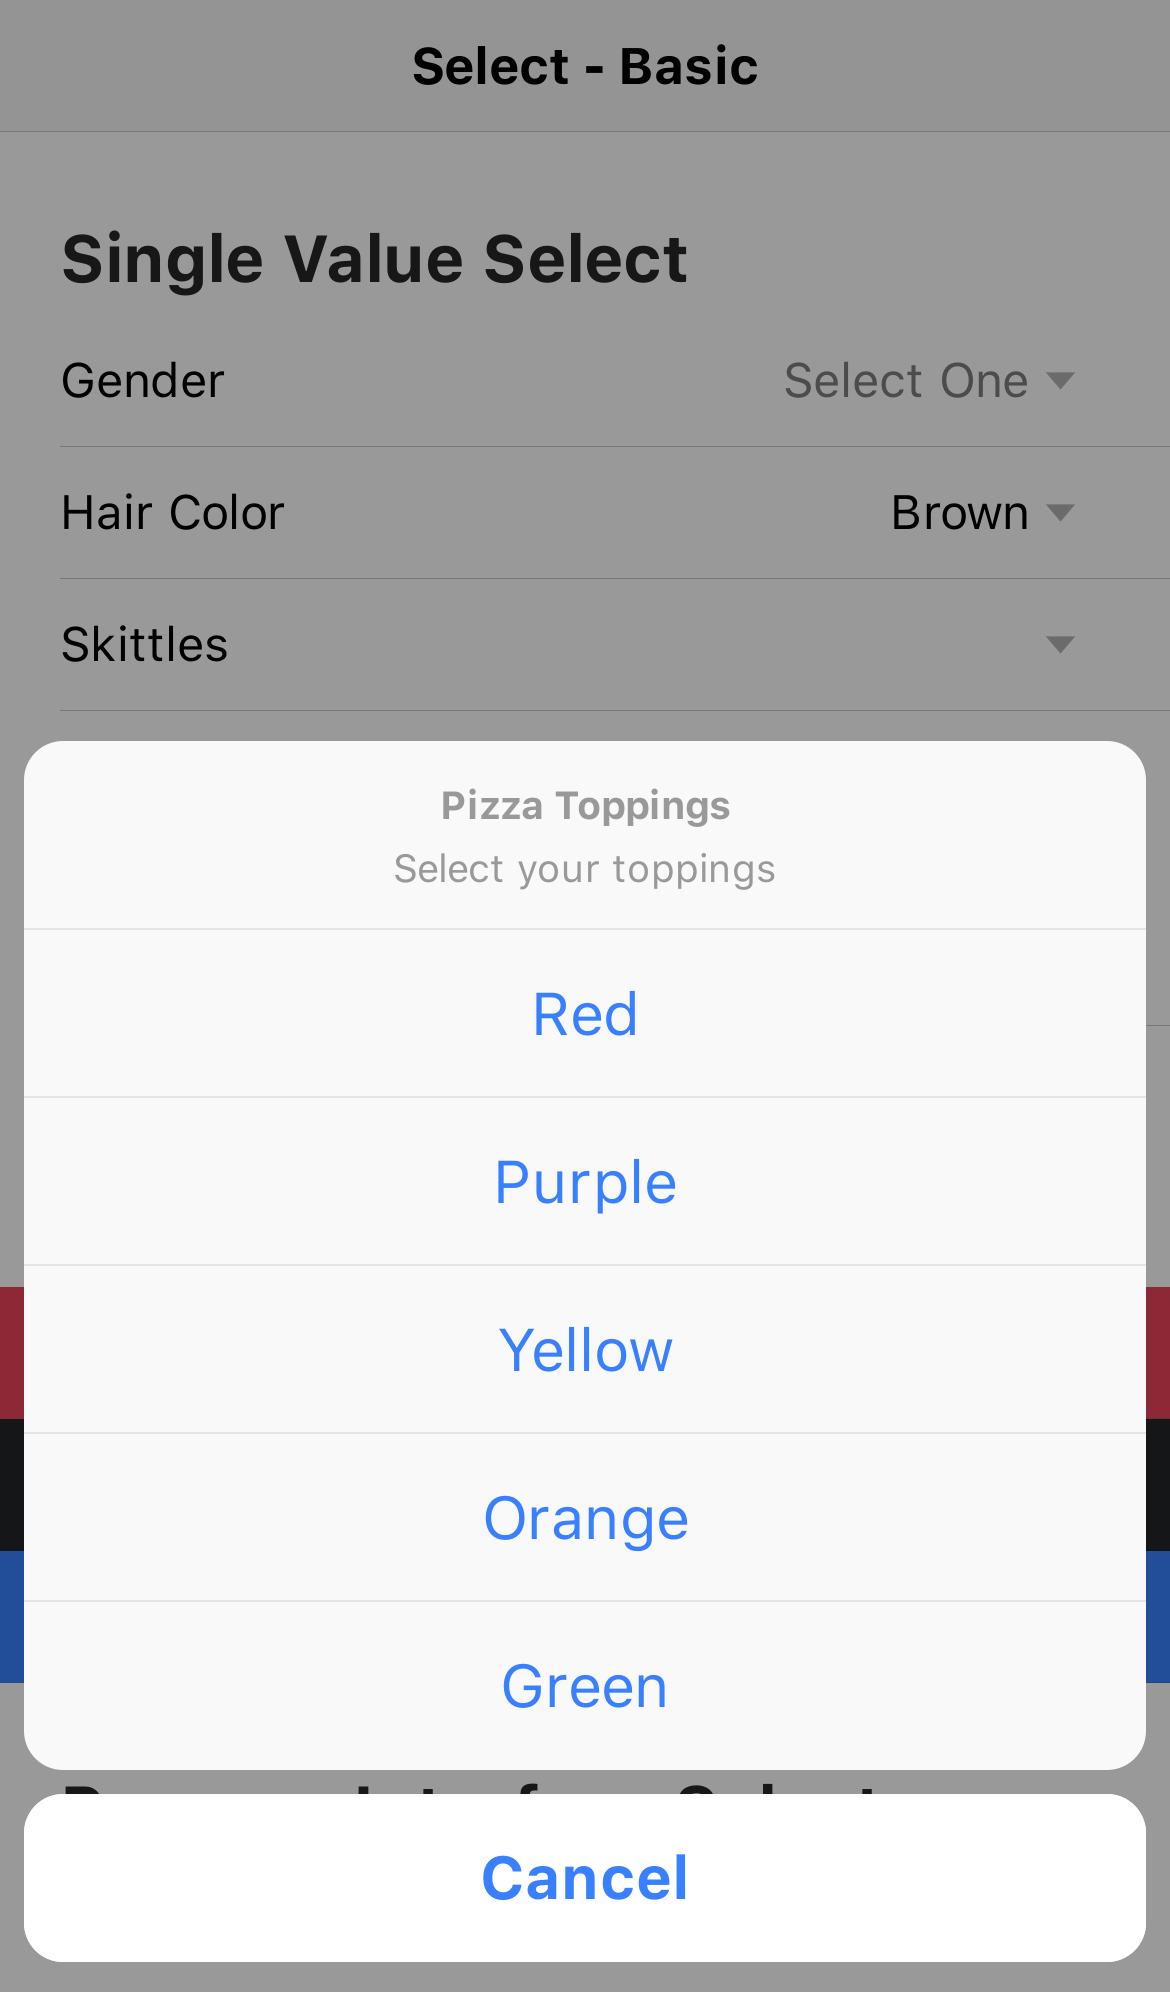 Select - Basic
Single Value Select
Gender Select One
Hair Color Brown
Skittles
Pizza Toppings
Select your toppings
Red
Purple
Yellow
Orange
Green
Cancel